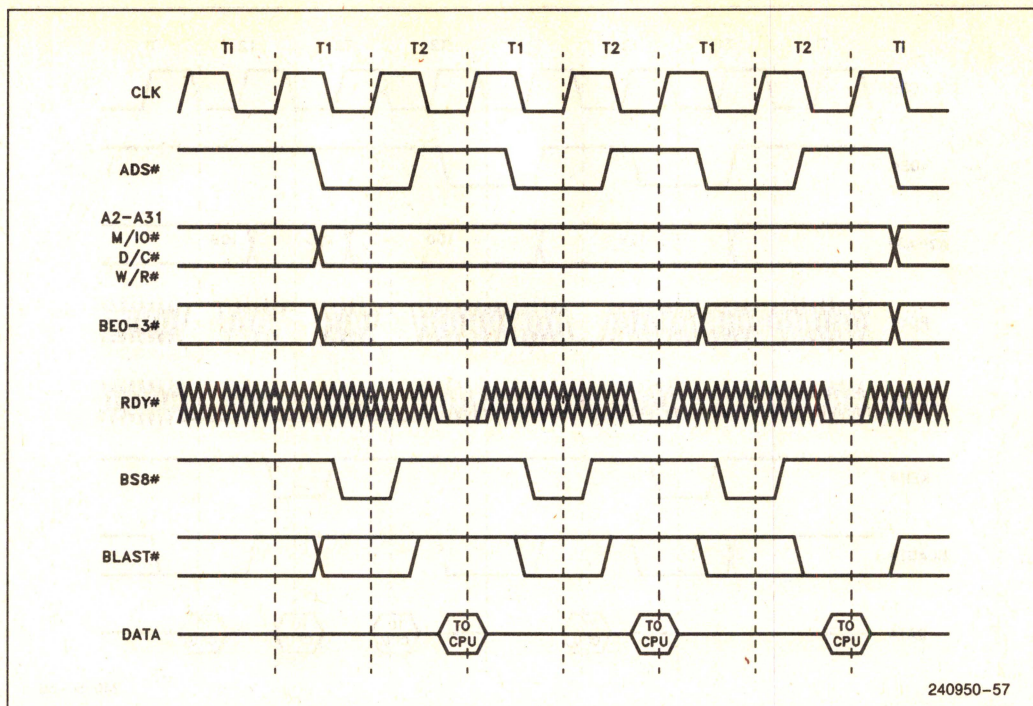 Ti T1 T2 T1 T2 T1 T2 Ti
CLK
ADS#
A2–A31
M/IO#
D/C#
W/R#
BE0–3#
RDY#
BS8#
BLAST#
DATA
TO CPU
TO CPU
TO CPU
240950–57